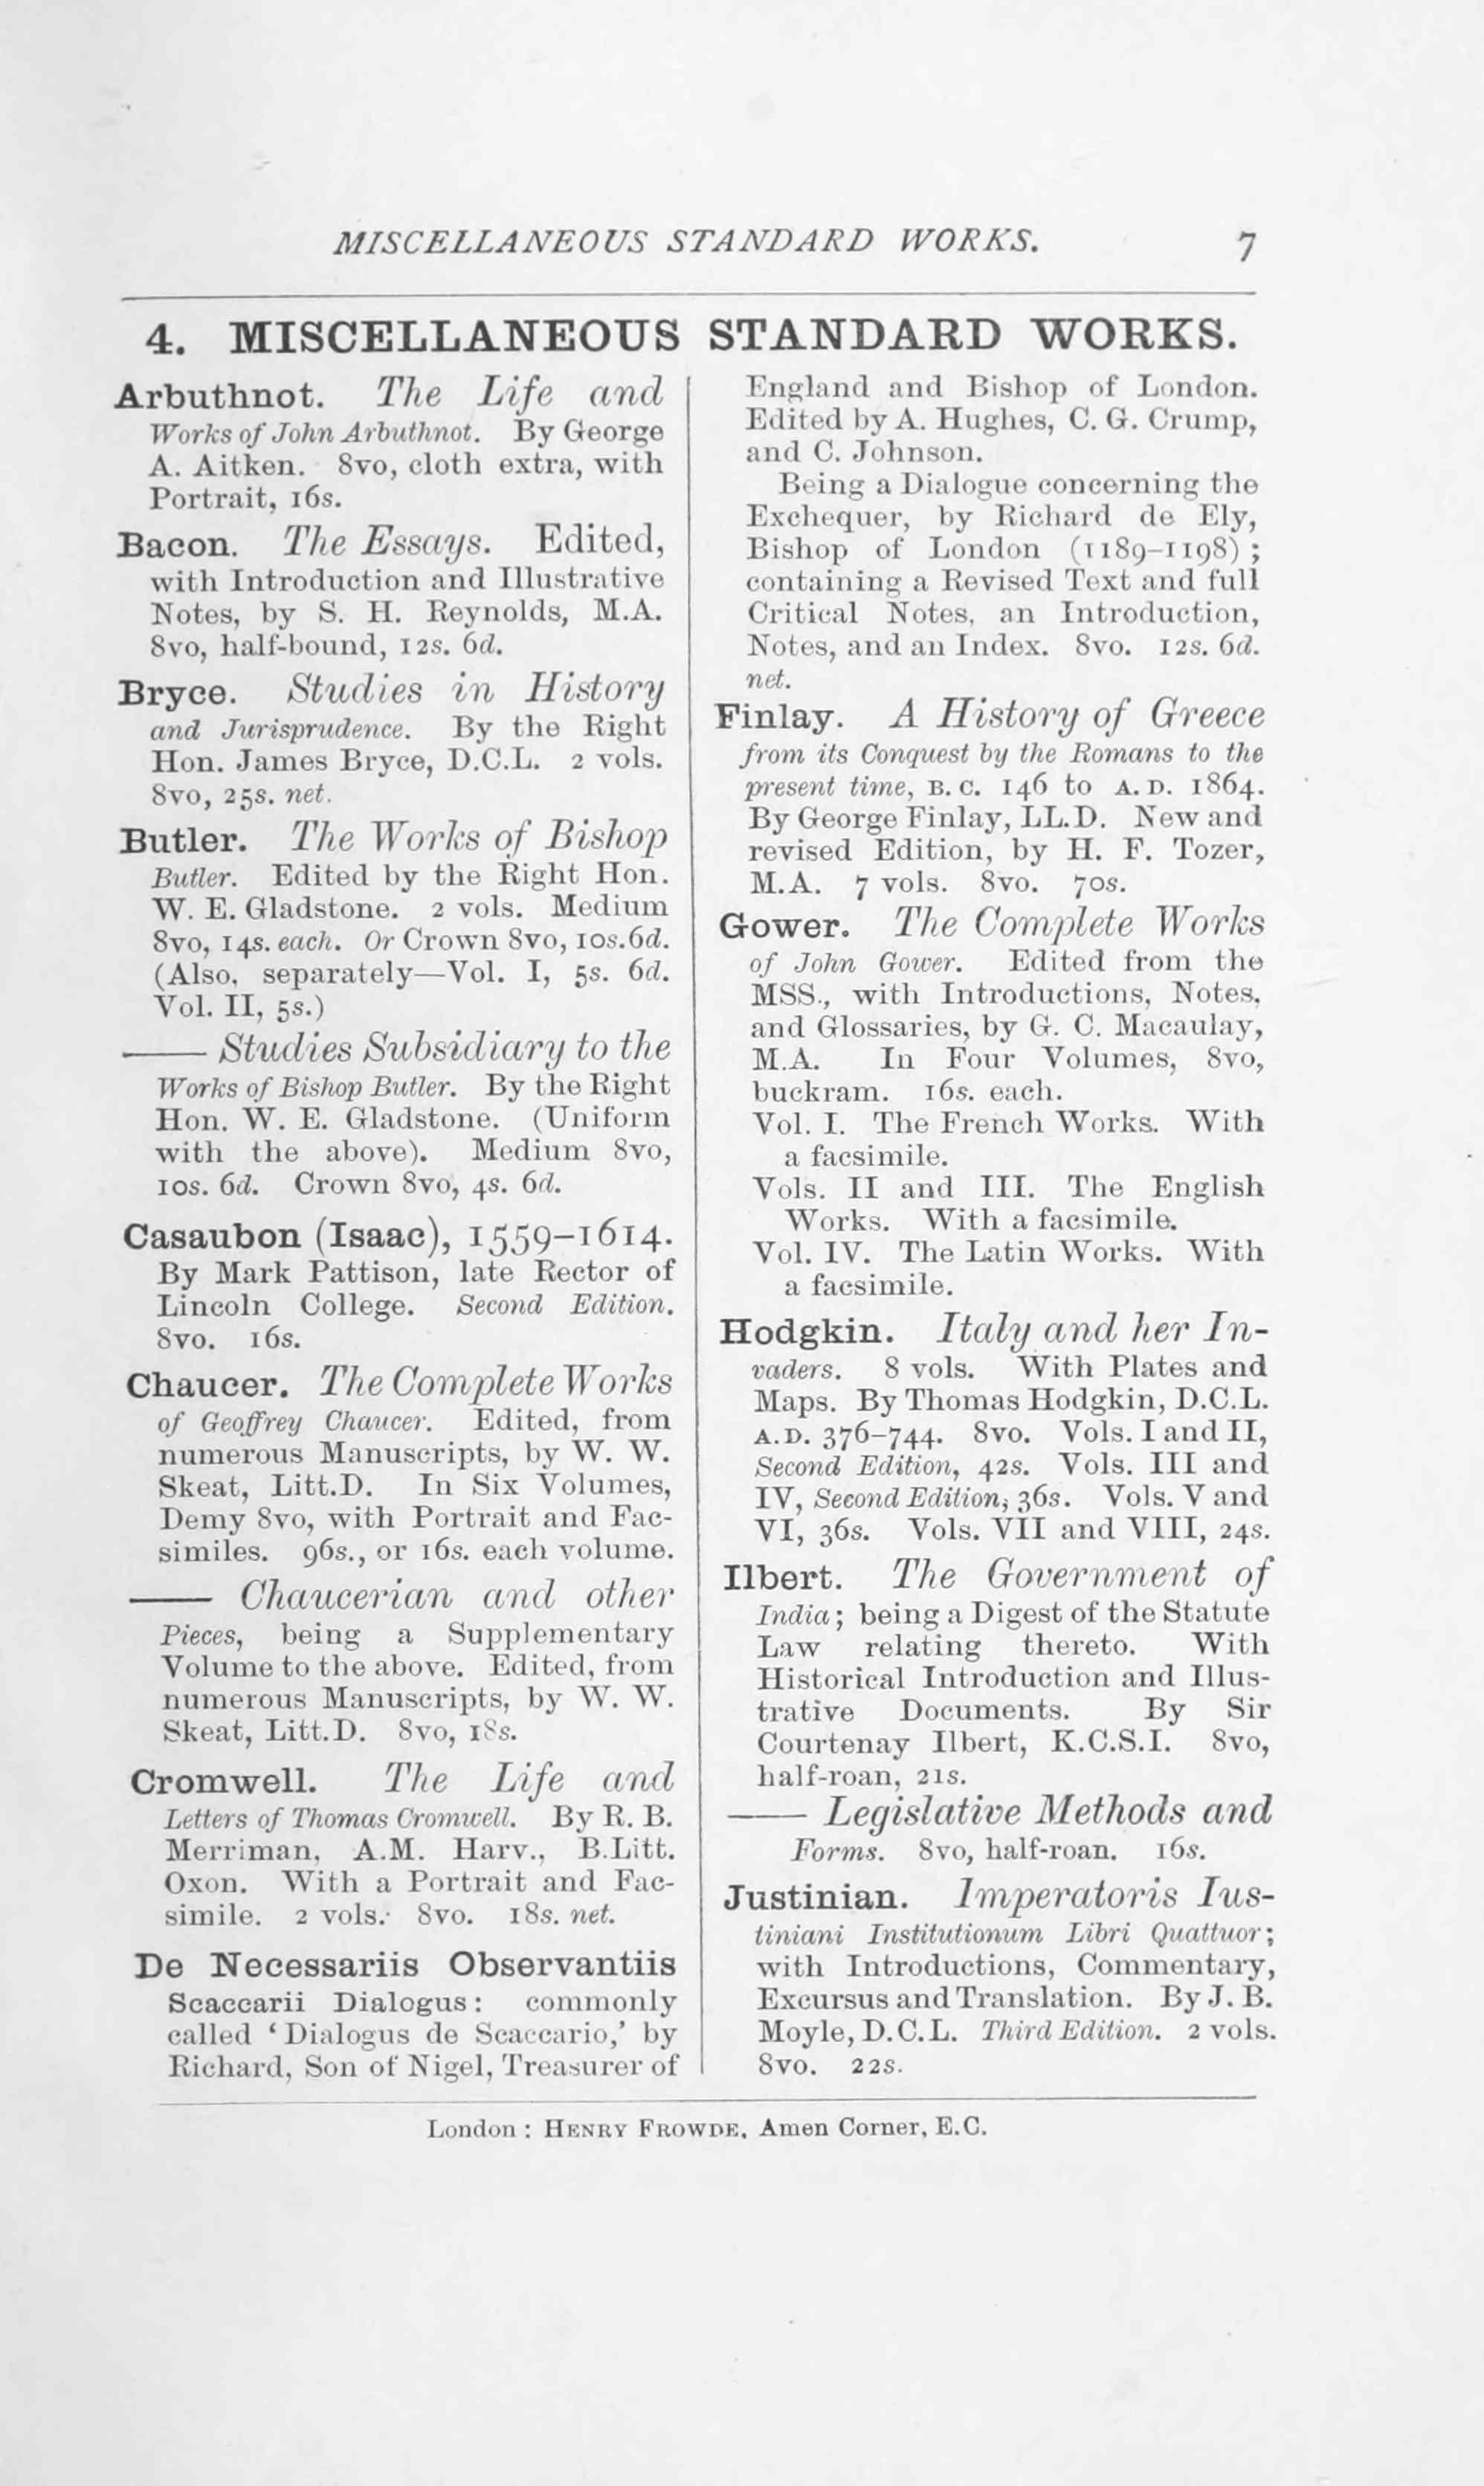 MISCELLANEOUS STANDARD WORKS. 7
4. MISCELLANEOUS STANDARD WORKS.
Arbuthnot. The Life and
Works of John Arbuthnot. By George
A. Aitken. 8vo, cloth extra, with
Portrait, 16s.
Bacon. The Essays. Edited,
with Introduction and Illustrative
Notes, by S. H. Reynolds, M.A.
8vo, half-bound, 12s. 6d.
Bryce. Studies in History
and Jurisprudence. By the Right
Hon. James Bryce, D.C.L. 2 vols.
8vo, 25s. net.
Butler. The Works of Bishop
Butler. Edited by the Right Hon.
W. E. Gladstone. 2 vols. Medium
8vo, 14s. each. Or Crown 8vo, 10s. 6d.
(Also, separately—Vol. I, 5s. 6d.
Vol. II, 5s.)
—— Studies Subsidiary to the
Works of Bishop Butler. By the Right
Hon. W. E. Gladstone. (Uniform
with the above). Medium 8vo,
10s. 6d. Crown 8vo, 4s. 6d.
Casaubon (Isaac), 1559–1614.
By Mark Pattison, late Rector of
Lincoln College. Second Edition.
8vo. 16s.
Chaucer. The Complete Works
of Geoffrey Chaucer. Edited, from
numerous Manuscripts, by W. W.
Skeat, Litt.D. In Six Volumes,
Demy 8vo, with Portrait and Fac-
similes. 96s., or 16s. each volume.
—— Chaucerian and other
Pieces, being a Supplementary
Volume to the above. Edited, from
numerous Manuscripts, by W. W.
Skeat, Litt.D. 8vo, 18s.
Cromwell. The Life and
Letters of Thomas Cromwell. By R. B.
Merriman, A.M. Harv., B.Litt.
Oxon. With a Portrait and Fac-
simile. 2 vols. 8vo. 18s. net.
De Necessariis Observantiis
Scaccarii Dialogus: commonly
called ‘Dialogus de Scaccario,’ by
Richard, Son of Nigel, Treasurer of
England and Bishop of London.
Edited by A. Hughes, C. G. Crump,
and C. Johnson.
Being a Dialogue concerning the
Exchequer, by Richard de Ely,
Bishop of London (1189–1198);
containing a Revised Text and full
Critical Notes, an Introduction,
Notes, and an Index. 8vo. 12s. 6d.
net.
Finlay. A History of Greece
from its Conquest by the Romans to the
present time, B.C. 146 to A.D. 1864.
By George Finlay, LL.D. New and
revised Edition, by H. F. Tozer,
M.A. 7 vols. 8vo. 70s.
Gower. The Complete Works
of John Gower. Edited from the
MSS., with Introductions, Notes,
and Glossaries, by G. C. Macaulay,
M.A. In Four Volumes, 8vo,
buckram. 16s. each.
Vol. I. The French Works. With
a facsimile.
Vols. II and III. The English
Works. With a facsimile.
Vol. IV. The Latin Works. With
a facsimile.
Hodgkin. Italy and her In-
vaders. 8 vols. With Plates and
Maps. By Thomas Hodgkin, D.C.L.
A.D. 376–744. 8vo. Vols. I and II,
Second Edition, 42s. Vols. III and
IV, Second Edition, 36s. Vols. V and
VI, 36s. Vols. VII and VIII, 24s.
Ilbert. The Government of
India; being a Digest of the Statute
Law relating thereto. With
Historical Introduction and Illus-
trative Documents. By Sir
Courtenay Ilbert, K.C.S.I. 8vo,
half-roan, 21s.
—— Legislative Methods and
Forms. 8vo, half-roan. 16s.
Justinian. Imperatoris Ius-
tiniani Institutionum Libri Quattuor;
with Introductions, Commentary,
Excursus and Translation. By J. B.
Moyle, D.C.L. Third Edition. 2 vols.
8vo. 22s.
London: HENRY FROWDE, Amen Corner, E.C.